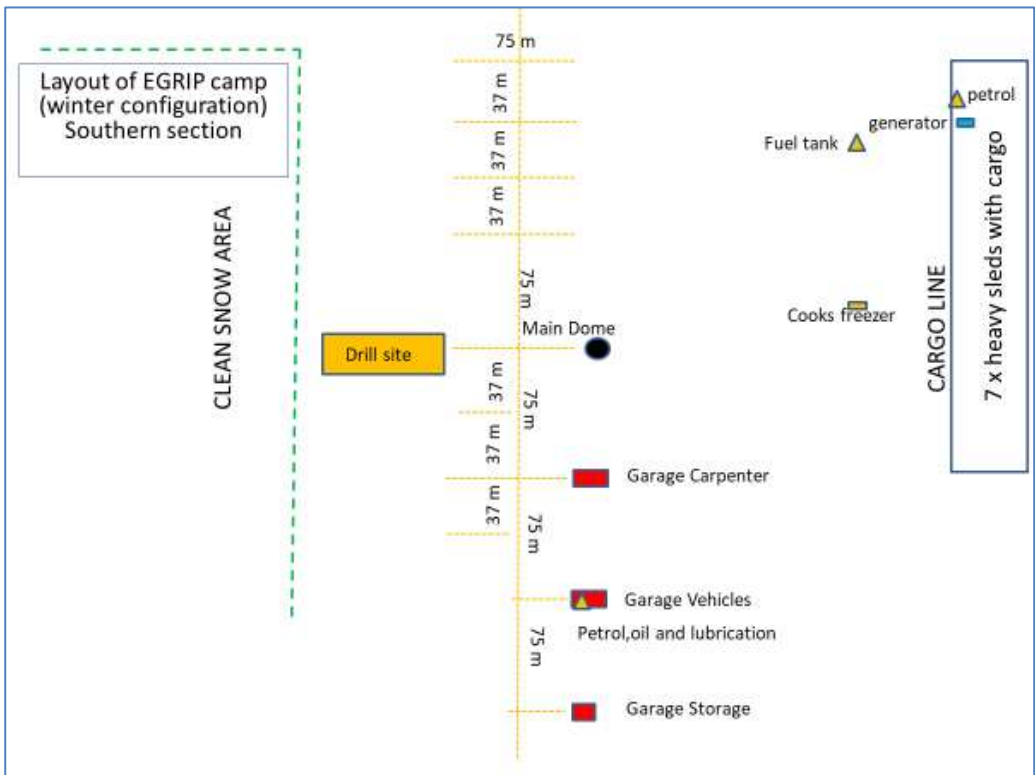 75 m
Layout of EGRIP camp
(winter configuration)
Southern section
37 m
petrol
generator
Fuel tank
37 m
37 m
CLEAN SNOW AREA
75 m
CARGO LINE
7 x heavy sleds with cargo
Cooks freezer
Main Dome
Drill site
37 m
75 m
37 m
Garage Carpenter
37 m
75 m
Garage Vehicles
Petrol,oil and lubrication
75 m
Garage Storage